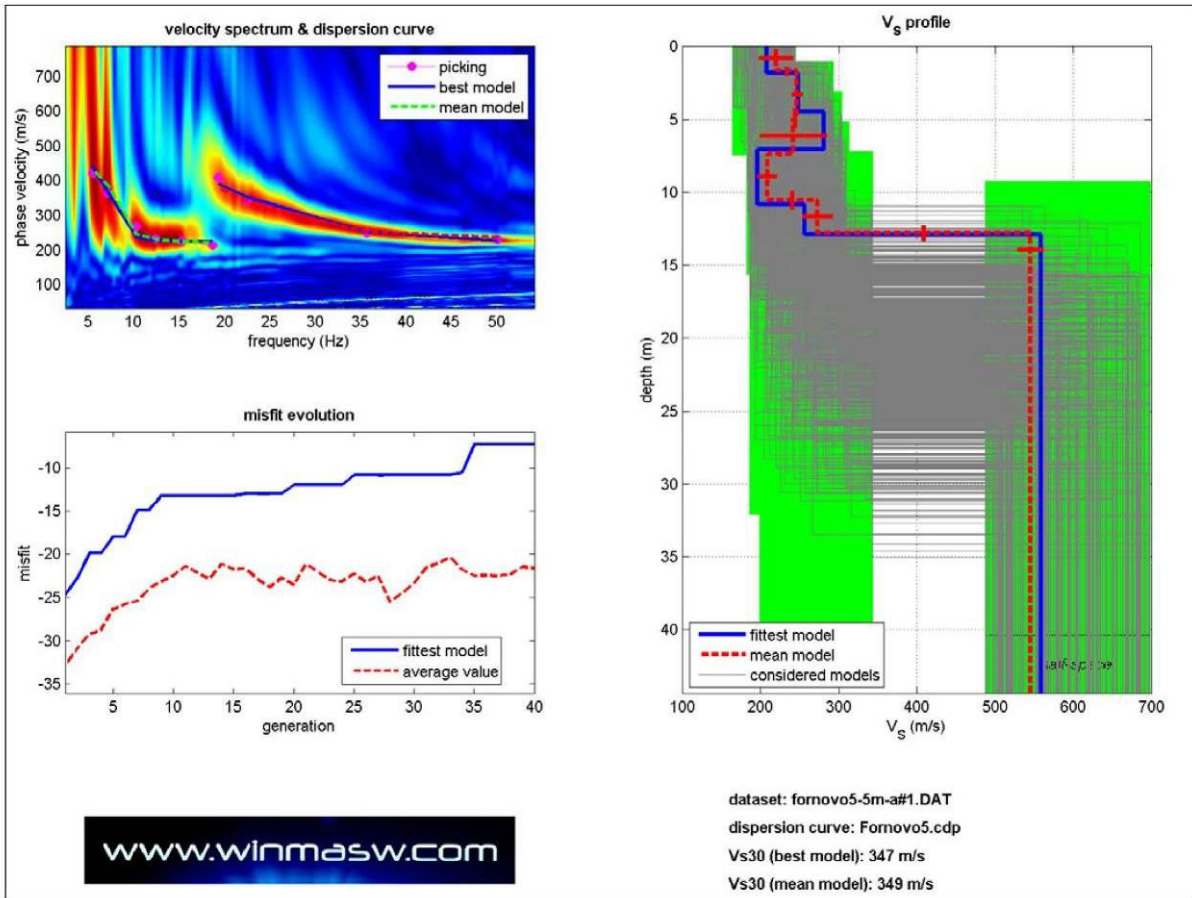 velocity spectrum & dispersion curve
700
600
500
400
300
200
100
phase velocity (m/s)
picking
best model
mean model
5 10 15 20 25 30 35 40 45 50
frequency (Hz)
misfit evolution
-10
-15
-20
-25
-30
-35
misfit
fittest model
average value
5 10 15 20 25 30 35 40
generation
www.winmasw.com
VS profile
0
5
10
15
20
25
30
35
40
depth (m)
fittest model
mean model
considered models
half-space
100 200 300 400 500 600 700
VS (m/s)
dataset: fornovo5-5m-a#1.DAT
dispersion curve: Fornovo5.cdp
Vs30 (best model): 347 m/s
Vs30 (mean model): 349 m/s